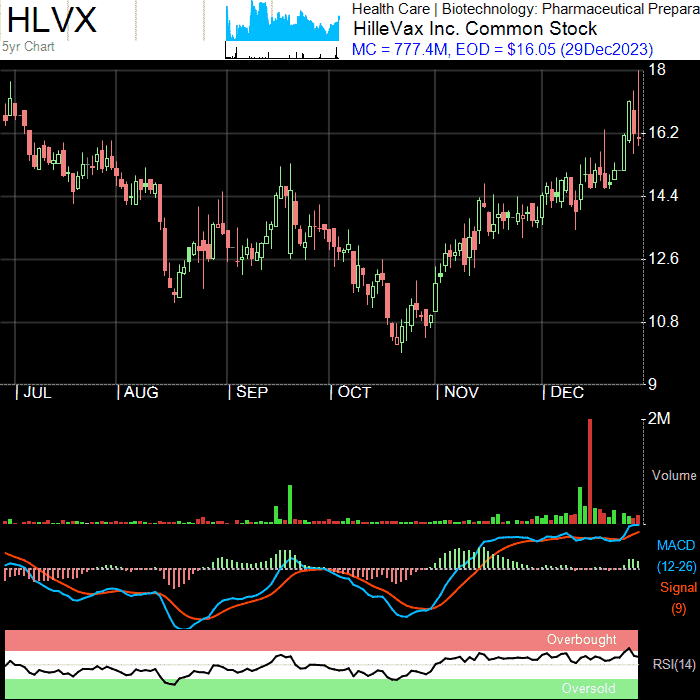 HLVX
5yr Chart
Health Care | Biotechnology: Pharmaceutical Prepara
HilleVax Inc. Common Stock
MC = 777.4M, EOD = $16.05 (29Dec2023)
18
16.2
14.4
12.6
10.8
9
| JUL | AUG | SEP | OCT | NOV | DEC
2M
Volume
MACD
(12-26)
Signal
(9)
Overbought
RSI(14)
Oversold